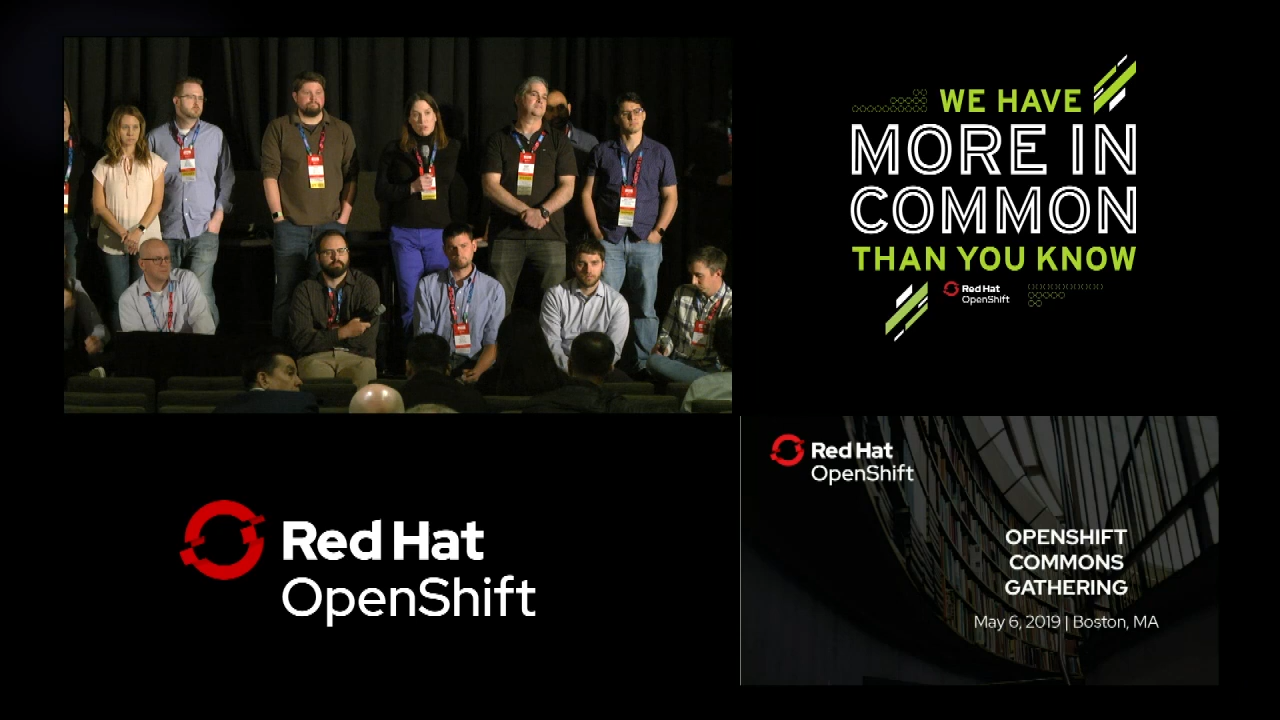 WE HAVE
MORE IN
COMMON
THAN YOU KNOW
Red Hat
OpenShift
Red Hat
OpenShift
Red Hat
OpenShift
OPENSHIFT
COMMONS
GATHERING
May 6, 2019 | Boston, MA